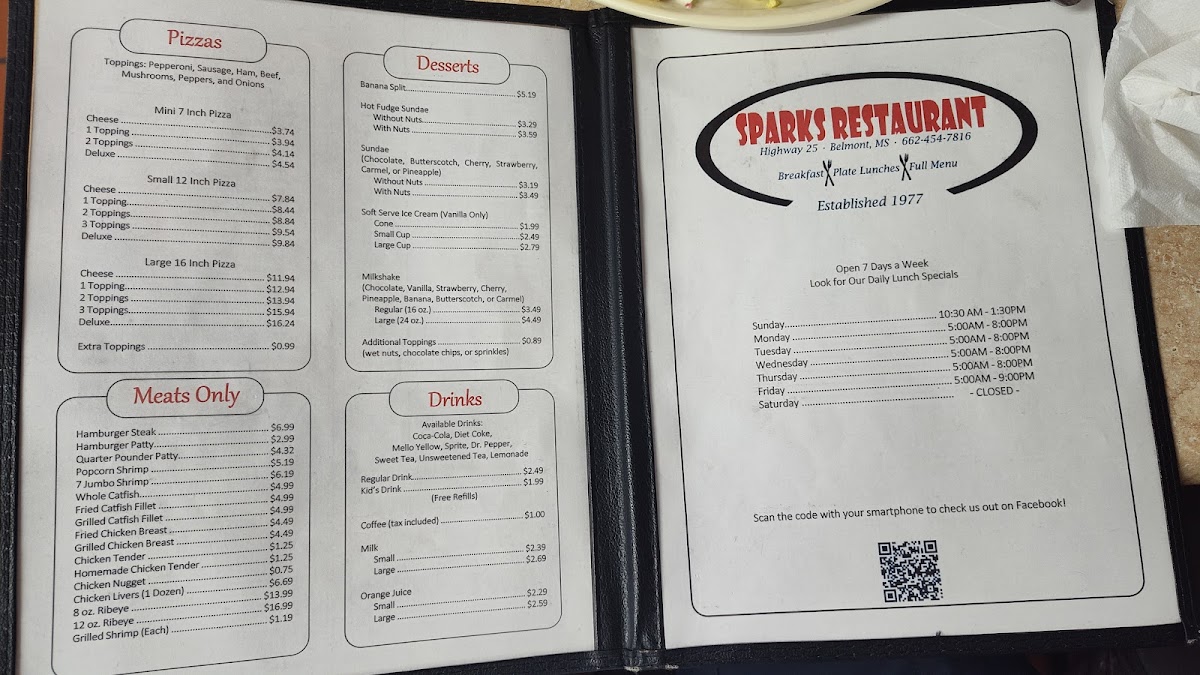 Pizzas
Toppings: Pepperoni, Sausage, Ham, Beef,
Mushrooms, Peppers, and Onions
Mini 7 Inch Pizza
Cheese ........ $3.74
1 Topping ........ $3.94
2 Toppings ........ $4.14
Deluxe ........ $4.54
Small 12 Inch Pizza
Cheese ........ $7.84
1 Topping ........ $8.44
2 Toppings ........ $8.84
3 Toppings ........ $9.54
Deluxe ........ $9.84
Large 16 Inch Pizza
Cheese ........ $11.94
1 Topping ........ $12.94
2 Toppings ........ $13.94
3 Toppings ........ $15.94
Deluxe ........ $16.24
Extra Toppings ........ $0.99
Meats Only
Hamburger Steak ........ $6.99
Hamburger Patty ........ $2.99
Quarter Pounder Patty ........ $4.32
Popcorn Shrimp ........ $5.19
7 Jumbo Shrimp ........ $6.19
Whole Catfish ........ $4.99
Fried Catfish Fillet ........ $4.99
Grilled Catfish Fillet ........ $4.99
Fried Chicken Breast ........ $4.49
Grilled Chicken Breast ........ $4.49
Chicken Tender ........ $1.25
Homemade Chicken Tender ........ $1.25
Chicken Nugget ........ $0.75
Chicken Livers (1 Dozen) ........ $6.69
8 oz. Ribeye ........ $13.99
12 oz. Ribeye ........ $16.99
Grilled Shrimp (Each) ........ $1.19
Desserts
Banana Split ........ $5.19
Hot Fudge Sundae
Without Nuts ........ $3.29
With Nuts ........ $3.59
Sundae
(Chocolate, Butterscotch, Cherry, Strawberry,
Carmel, or Pineapple)
Without Nuts ........ $3.19
With Nuts ........ $3.49
Soft Serve Ice Cream (Vanilla Only)
Cone ........ $1.99
Small Cup ........ $2.49
Large Cup ........ $2.79
Milkshake
(Chocolate, Vanilla, Strawberry, Cherry,
Pineapple, Banana, Butterscotch, or Carmel)
Regular (16 oz.) ........ $3.49
Large (24 oz.) ........ $4.49
Additional Toppings ........ $0.89
(wet nuts, chocolate chips, or sprinkles)
Drinks
Available Drinks:
Coca-Cola, Diet Coke,
Mello Yellow, Sprite, Dr. Pepper,
Sweet Tea, Unsweetened Tea, Lemonade
Regular Drink ........ $2.49
Kid's Drink ........ $1.99
(Free Refills)
Coffee (tax included) ........ $1.00
Milk
Small ........ $2.39
Large ........ $2.69
Orange Juice
Small ........ $2.29
Large ........ $2.59
SPARKS RESTAURANT
Highway 25 · Belmont, MS · 662-454-7816
Breakfast Plate Lunches Full Menu
Established 1977
Open 7 Days a Week
Look for Our Daily Lunch Specials
Sunday ........ 10:30 AM - 1:30PM
Monday ........ 5:00AM - 8:00PM
Tuesday ........ 5:00AM - 8:00PM
Wednesday ........ 5:00AM - 8:00PM
Thursday ........ 5:00AM - 8:00PM
Friday ........ 5:00AM - 9:00PM
Saturday ........ - CLOSED -
Scan the code with your smartphone to check us out on Facebook!